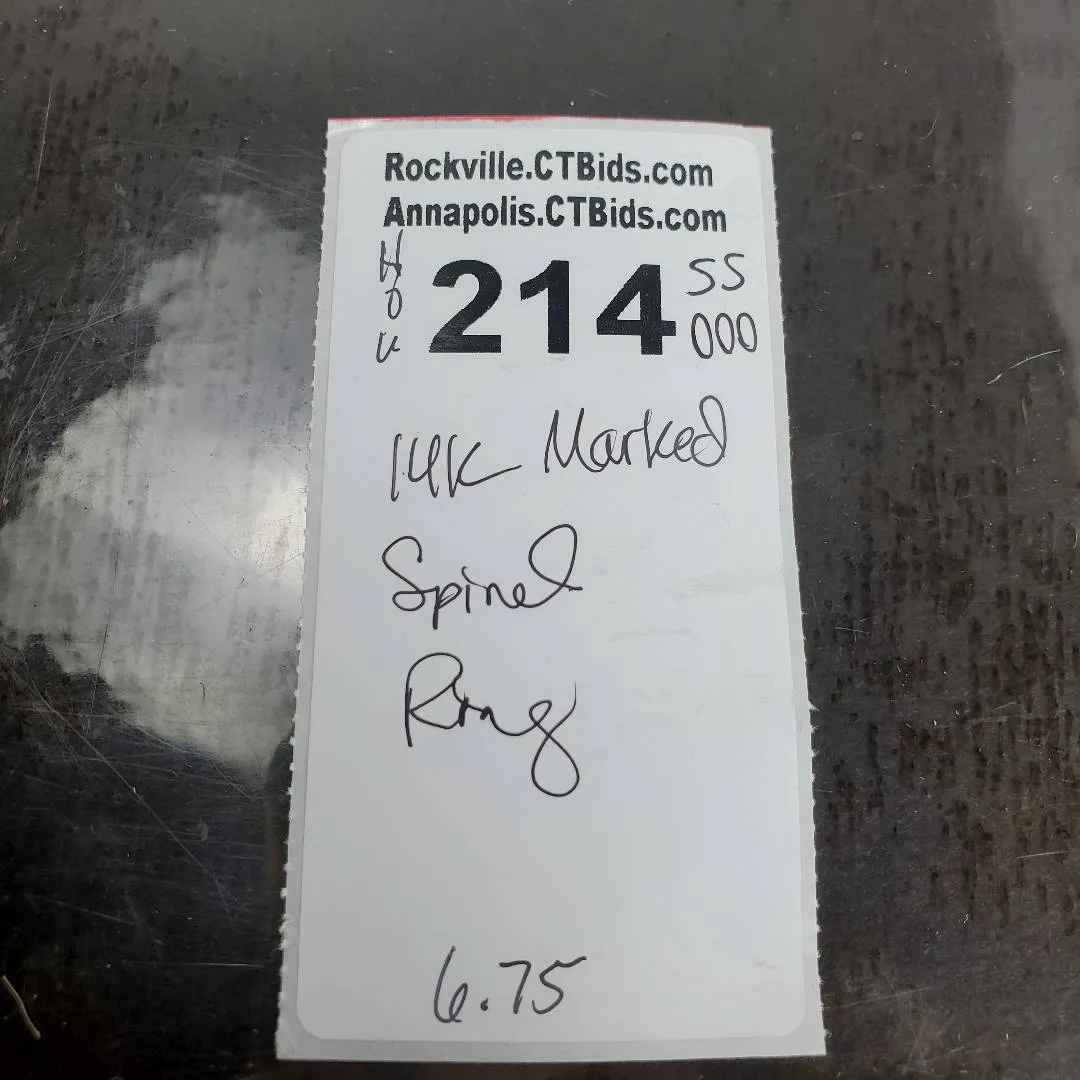 Rockville.CTBids.com
Annapolis.CTBids.com
214 SS
000
14K Marked
Spinel
Ring
6.75